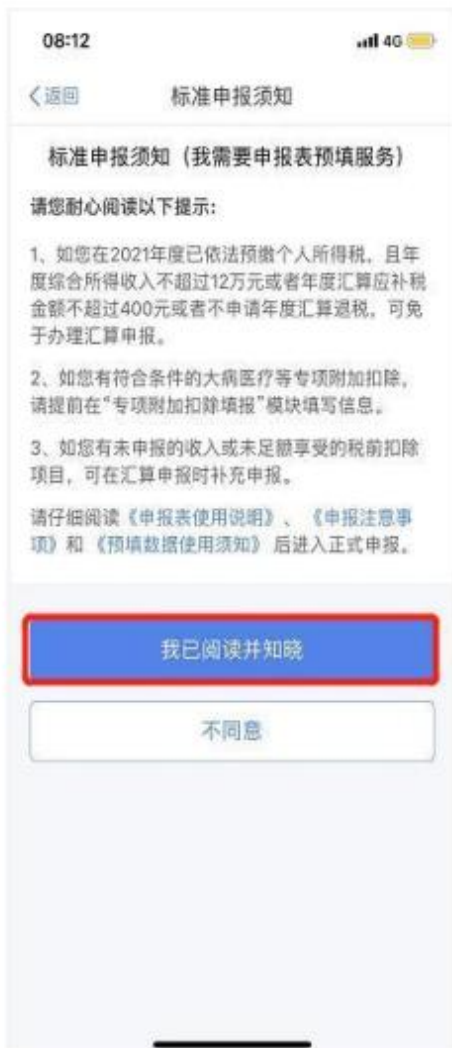 08:12
4G
返回
标准申报须知
标准申报须知（我需要申报表预填服务）
请您耐心阅读以下提示：
1、如您在2021年度已依法预缴个人所得税，且年
度综合所得收入不超过12万元或者年度汇算应补税
金额不超过400元或者不申请年度汇算退税，可免
于办理汇算申报。
2、如您有符合条件的大病医疗等专项附加扣除，
请提前在“专项附加扣除填报”模块填写信息。
3、如您有未申报的收入或未足额享受的税前扣除
项目，可在汇算申报时补充申报。
请仔细阅读《申报表使用说明》、《申报注意事
项》和《预填数据使用须知》后进入正式申报。
我已阅读并知晓
不同意